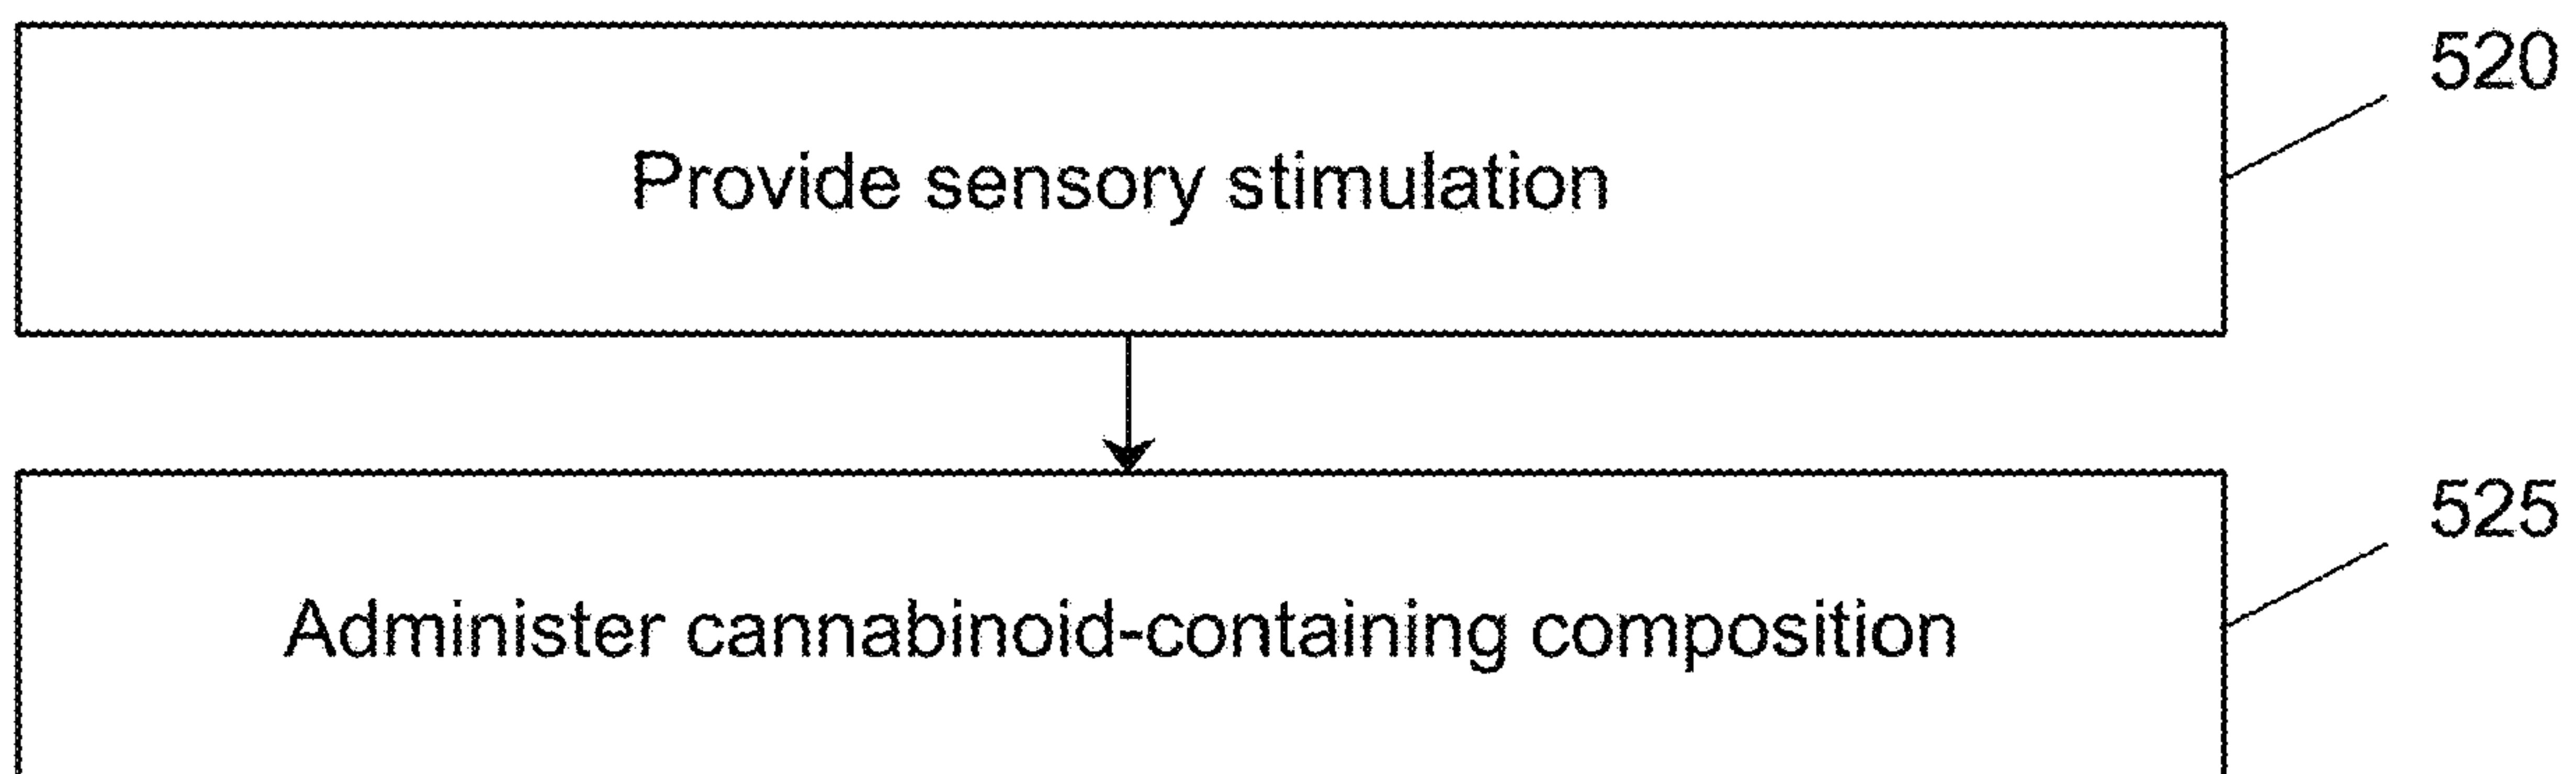 520
Provide sensory stimulation
525
Administer cannabinoid-containing composition